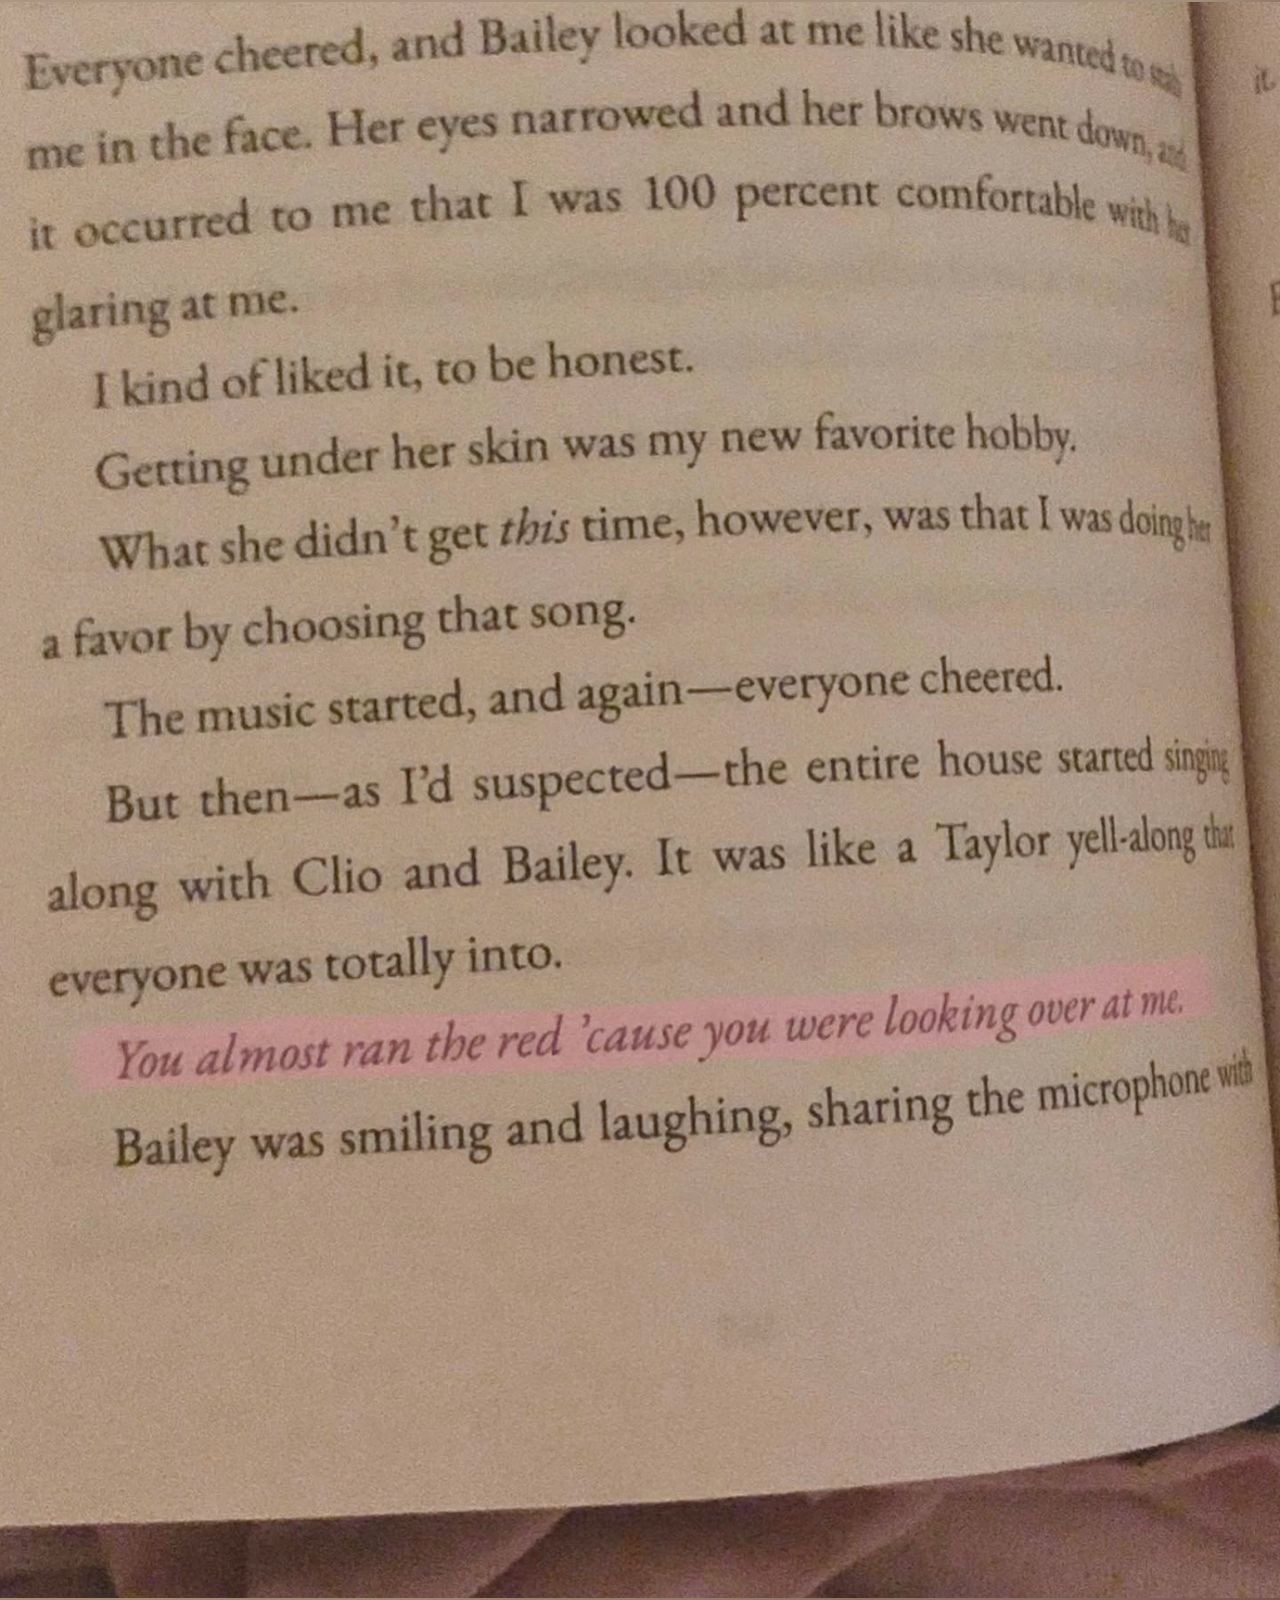 Everyone cheered, and Bailey looked at me like she wanted to stab
me in the face. Her eyes narrowed and her brows went down, and
it occurred to me that I was 100 percent comfortable with her
glaring at me.
I kind of liked it, to be honest.
Getting under her skin was my new favorite hobby.
What she didn’t get this time, however, was that I was doing her
a favor by choosing that song.
The music started, and again—everyone cheered.
But then—as I’d suspected—the entire house started singing
along with Clio and Bailey. It was like a Taylor yell-along that
everyone was totally into.
You almost ran the red ’cause you were looking over at me.
Bailey was smiling and laughing, sharing the microphone with